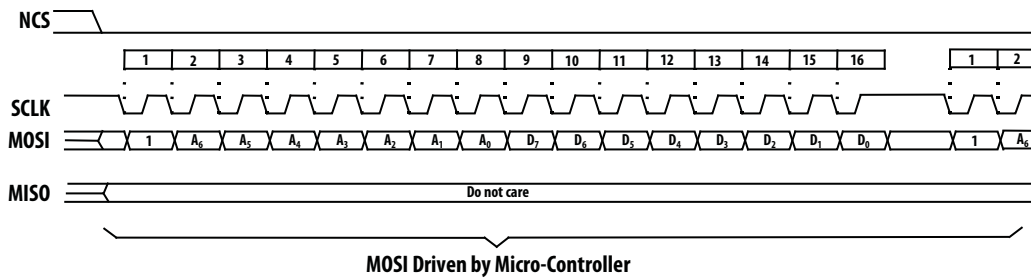 NCS
1 2 3 4 5 6 7 8 9 10 11 12 13 14 15 16 1 2
SCLK
MOSI 1 A6 A5 A4 A3 A2 A1 A0 D7 D6 D5 D4 D3 D2 D1 D0 1 A6
MISO Do not care
MOSI Driven by Micro-Controller